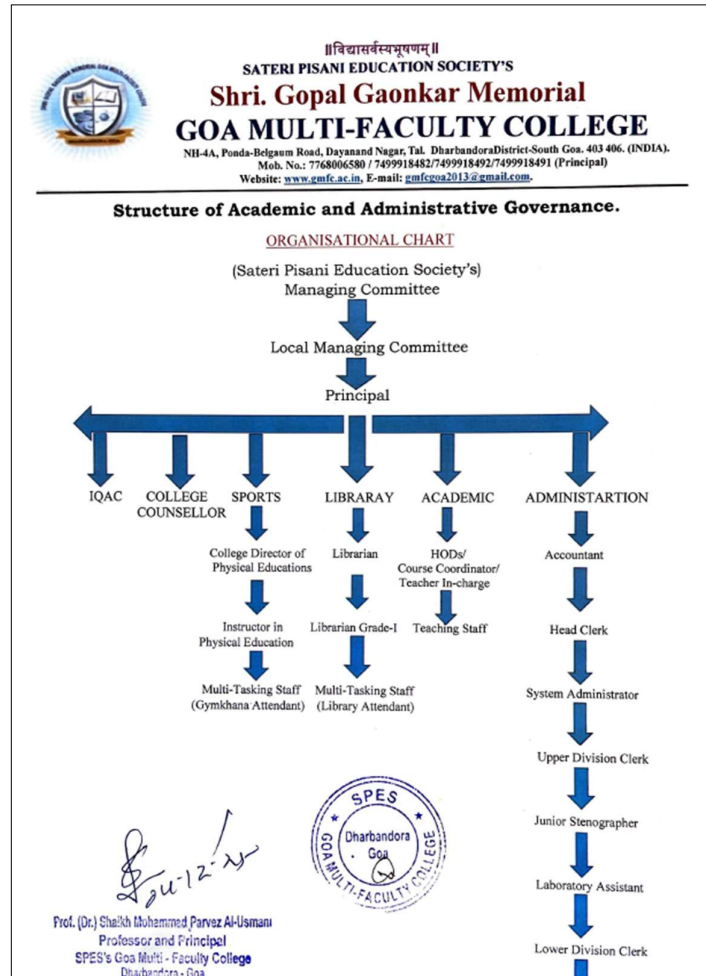 ॥विद्यासर्वस्यभूषणम्॥
SATERI PISANI EDUCATION SOCIETY'S
Shri. Gopal Gaonkar Memorial
GOA MULTI-FACULTY COLLEGE
NH-4A, Ponda-Belgaum Road, Dayanand Nagar, Tal. DharbandoraDistrict-South Goa. 403 406. (INDIA).
Mob. No.: 7768006580 / 7499918482/7499918492/7499918491 (Principal)
Website: www.gmfc.ac.in, E-mail: gmfcgoa2013@gmail.com.
Structure of Academic and Administrative Governance.
ORGANISATIONAL CHART
(Sateri Pisani Education Society's)
Managing Committee
Local Managing Committee
Principal
IQAC
COLLEGE
COUNSELLOR
SPORTS
LIBRARAY
ACADEMIC
ADMINISTARTION
College Director of
Physical Educations
Instructor in
Physical Education
Multi-Tasking Staff
(Gymkhana Attendant)
Librarian
Librarian Grade-I
Multi-Tasking Staff
(Library Attendant)
HODs/
Course Coordinator/
Teacher In-charge
Teaching Staff
Accountant
Head Clerk
System Administrator
Upper Division Clerk
Junior Stenographer
Laboratory Assistant
Lower Division Clerk
SPES
Dharbandora
Goa
GOA MULTI-FACULTY COLLEGE
Prof. (Dr.) Shaikh Mohammed Parvez Al-Usmani
Professor and Principal
SPES's Goa Multi - Faculty College
Dharbandora - Goa